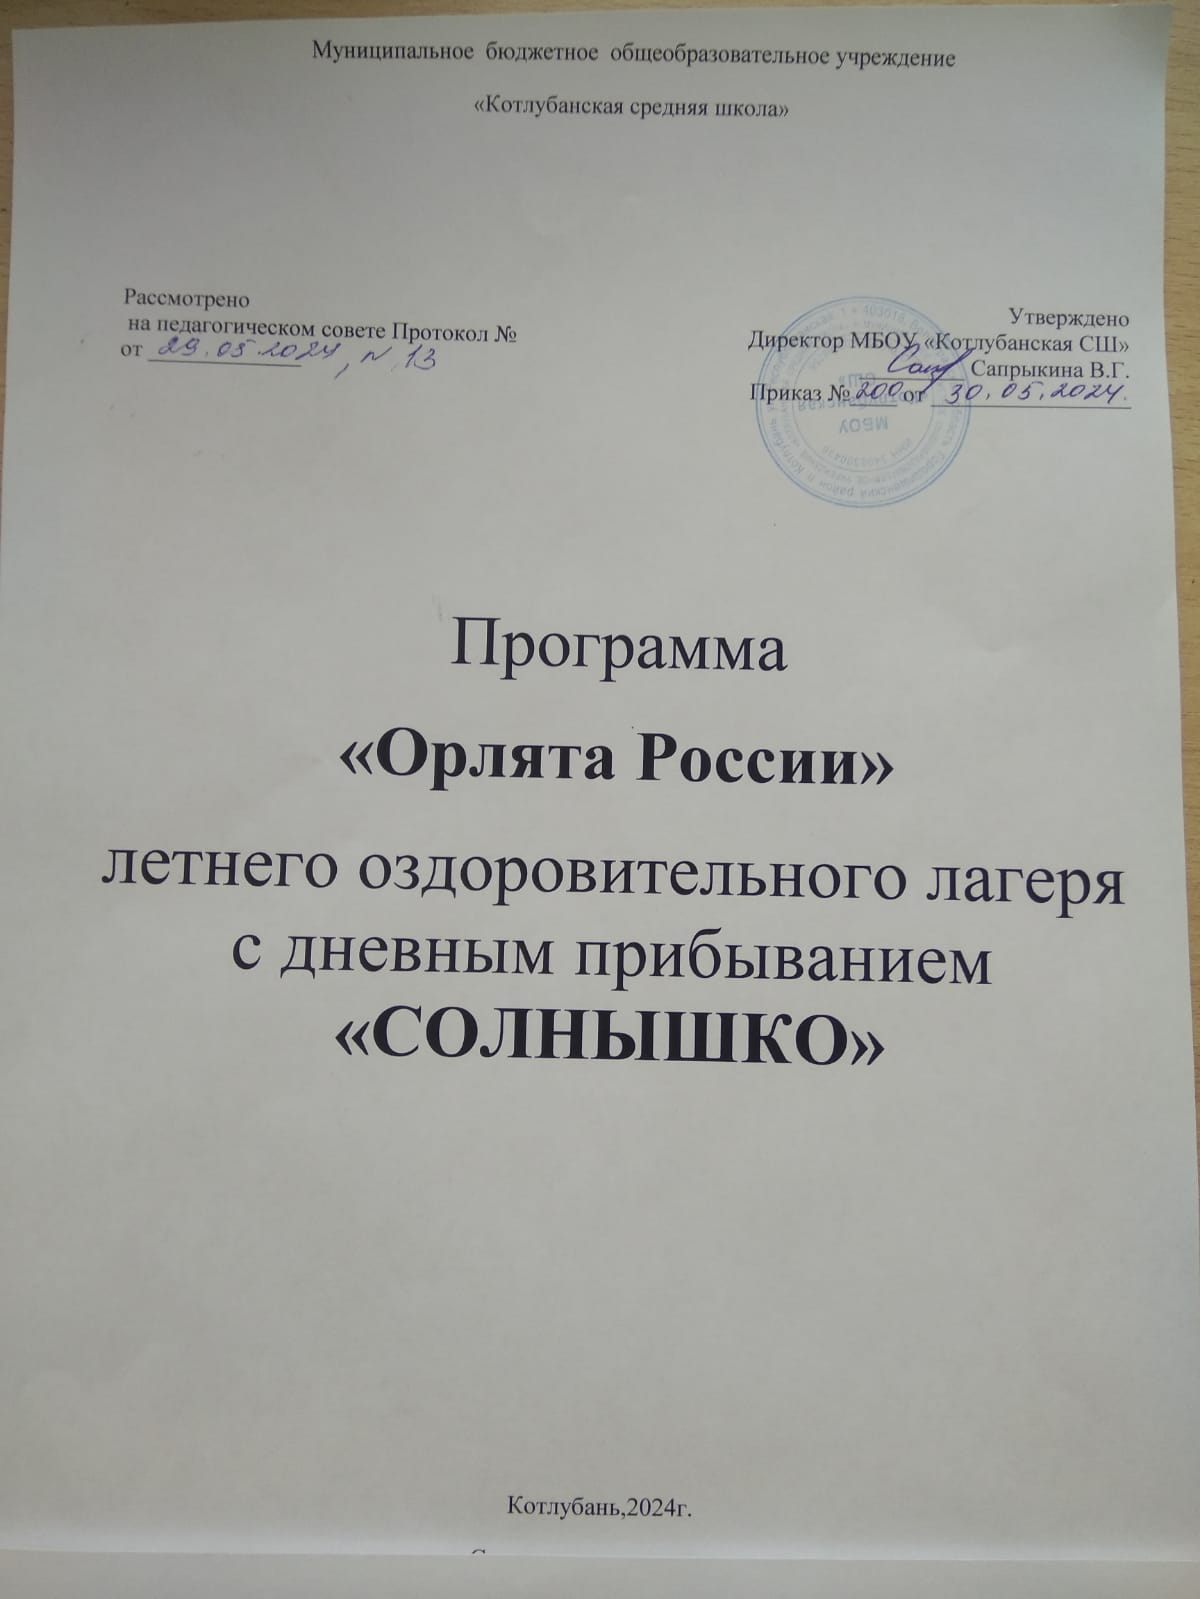 Муниципальное бюджетное общеобразовательное учреждение
«Котлубанская средняя школа»
Рассмотрено
на педагогическом совете Протокол №
от 29.05.2024, N 13
Утверждено
Директор МБОУ «Котлубанская СШ»
Сапрыкина В.Г.
Приказ № 200 от 30.05.2024.
МБОУ
Программа
«Орлята России»
летнего оздоровительного лагеря
с дневным прибыванием
«СОЛНЫШКО»
Котлубань,2024г.